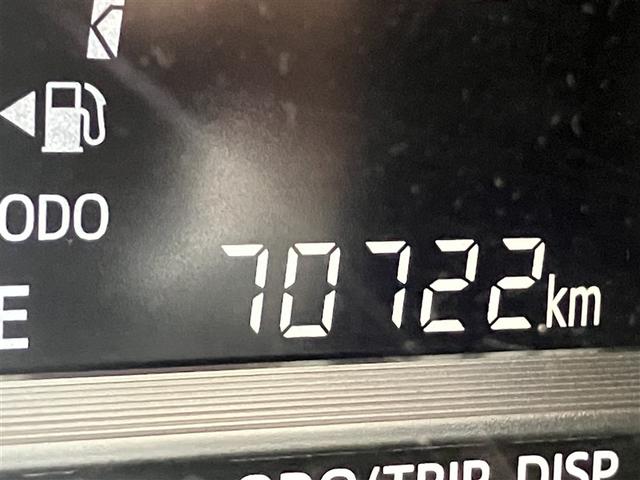 ODO
70722km
E
ODO/TRIP DISP